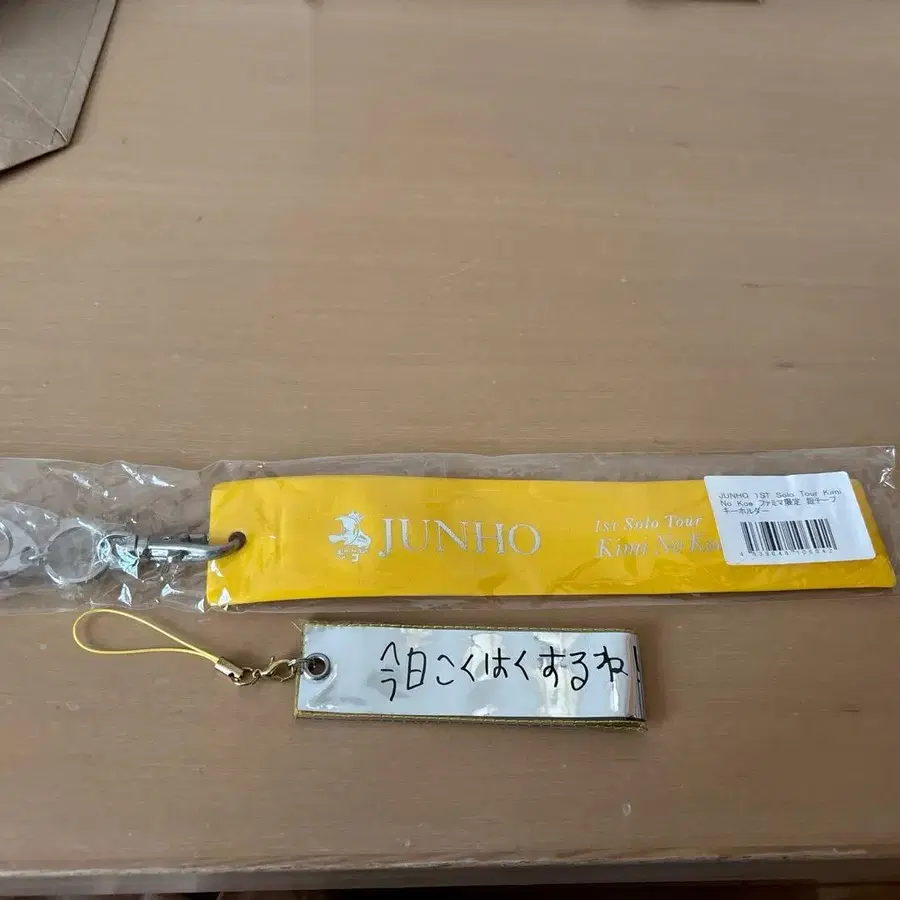 JUNHO
1st Solo Tour
Kimi No Koe
JUNHO 1ST Solo Tour Kimi
No Koe ファミマ限定 銀テープ
キーホルダー
今日こくはくするね!